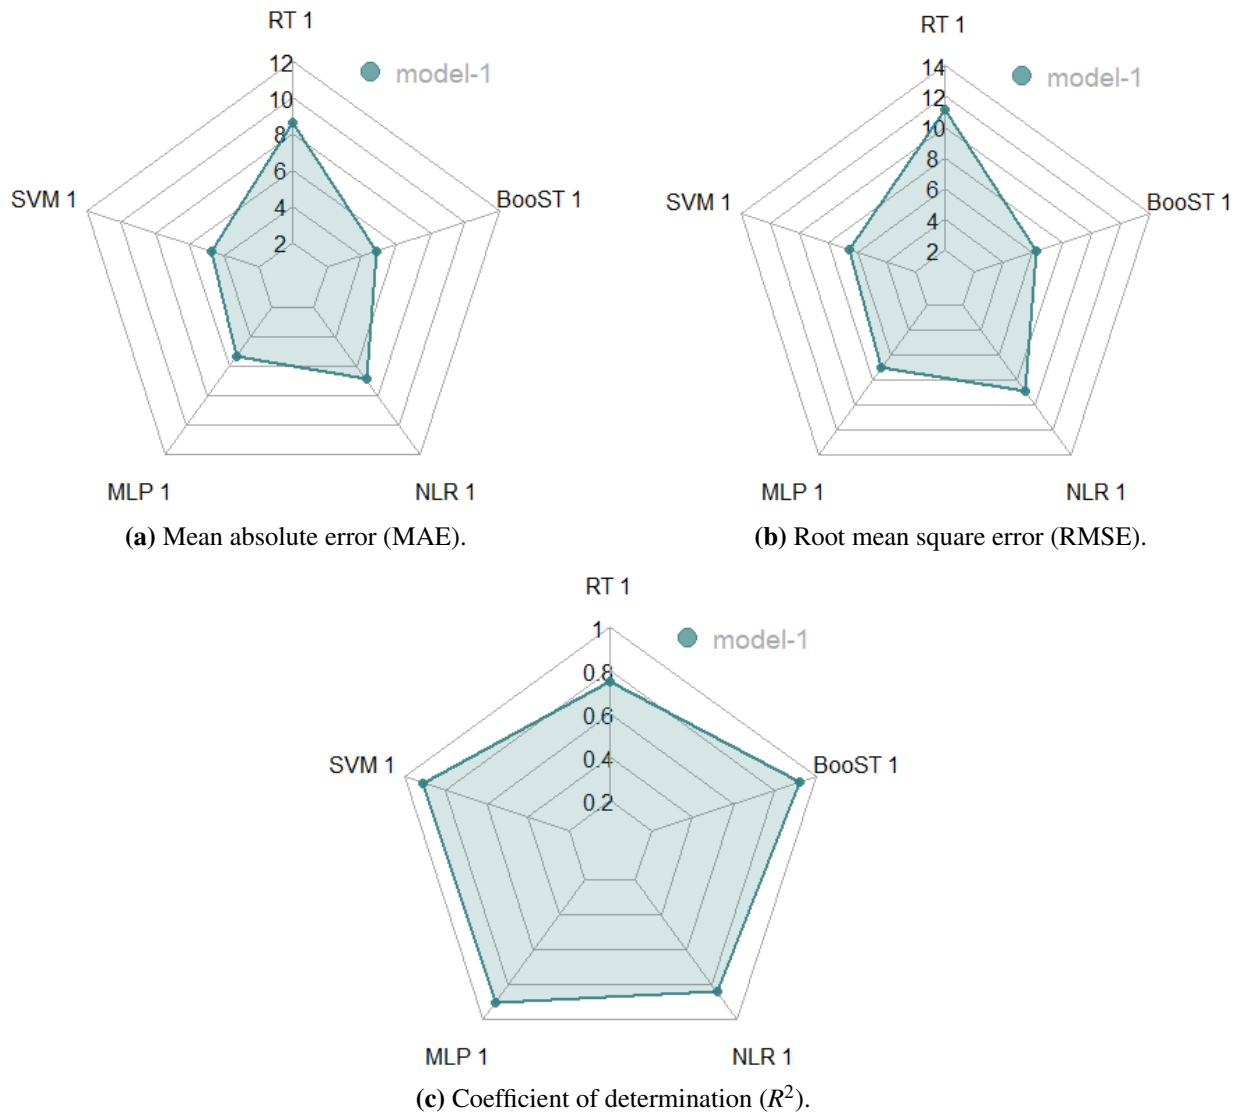 RT 1
12
model-1
10
8
6
4
2
SVM 1
BooST 1
MLP 1
NLR 1
(a) Mean absolute error (MAE).
RT 1
14
model-1
12
10
8
6
4
2
SVM 1
BooST 1
MLP 1
NLR 1
(b) Root mean square error (RMSE).
RT 1
1
model-1
0.8
0.6
0.4
0.2
SVM 1
BooST 1
MLP 1
NLR 1
(c) Coefficient of determination (R²).